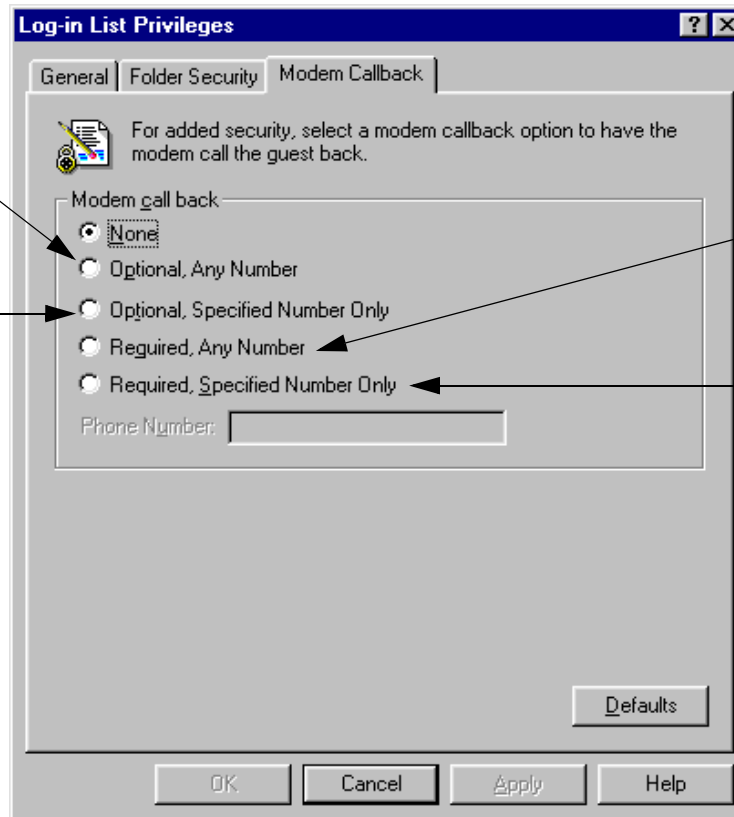 Log-in List Privileges
General Folder Security Modem Callback
For added security, select a modem callback option to have the
modem call the guest back.
Modem call back
None
Optional, Any Number
Optional, Specified Number Only
Required, Any Number
Required, Specified Number Only
Phone Number:
Defaults
OK Cancel Apply Help